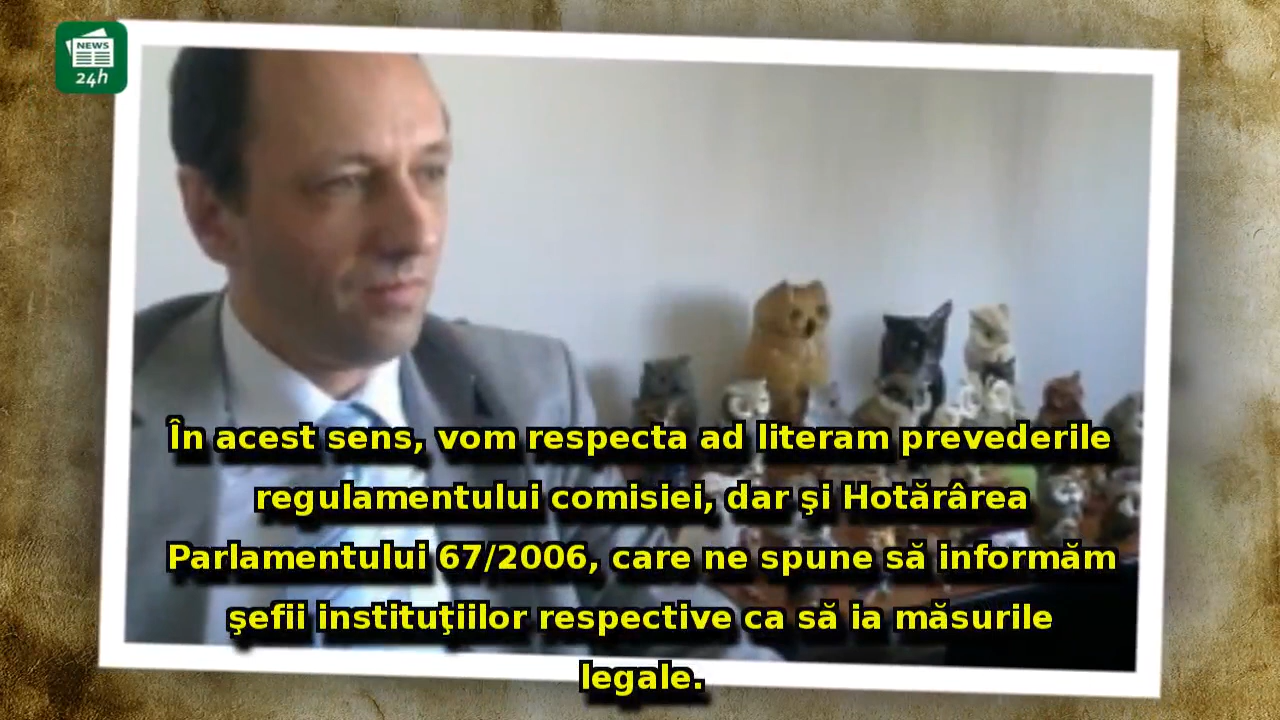 NEWS
24h
În acest sens, vom respecta ad literam prevederile
regulamentului comisiei, dar şi Hotărârea
Parlamentului 67/2006, care ne spune să informăm
şefii instituţiilor respective ca să ia măsurile
legale.